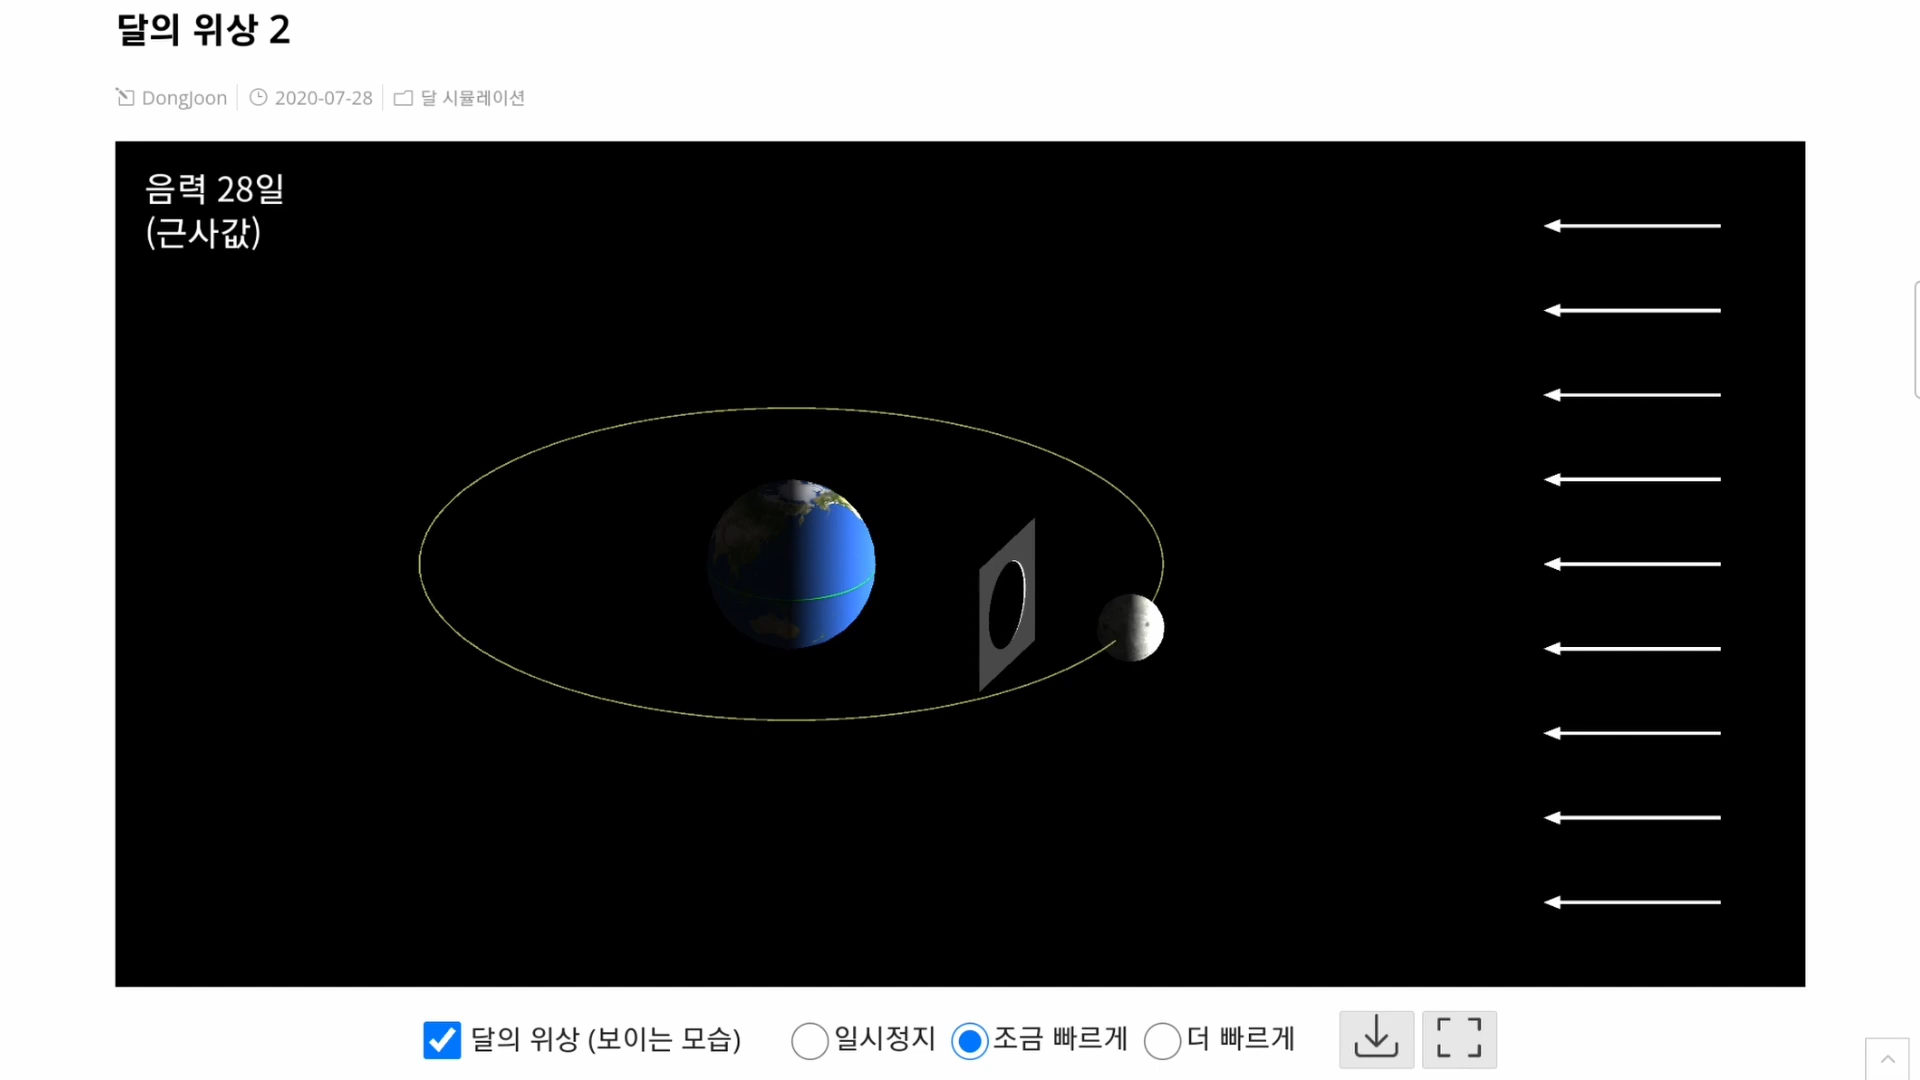 달의 위상 2
DongJoon 2020-07-28 달 시뮬레이션
음력 28일
(근사값)
달의 위상 (보이는 모습) 일시정지 조금 빠르게 더 빠르게